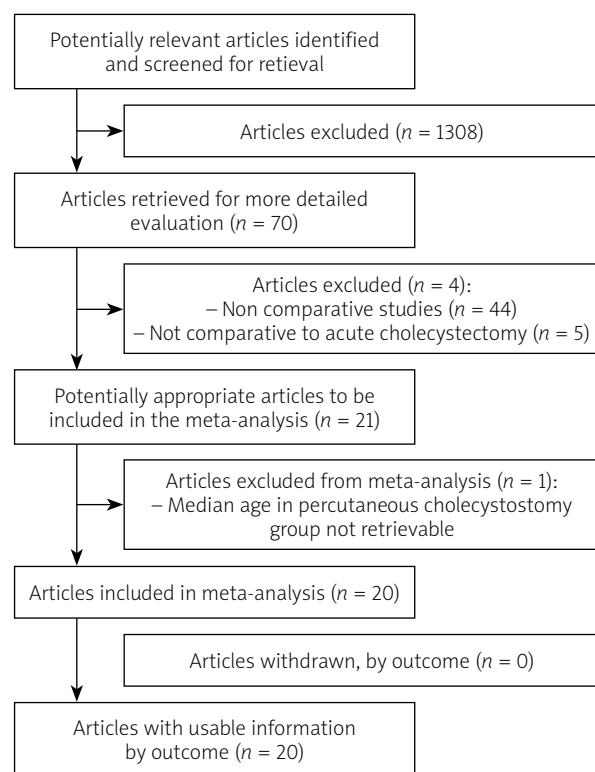 Potentially relevant articles identified
and screened for retieval
Articles excluded (n = 1308)
Articles retrieved for more detailed
evaluation (n = 70)
Articles excluded (n = 4):
– Non comparative studies (n = 44)
– Not comparative to acute cholecystectomy (n = 5)
Potentially appropriate articles to be
included in the meta-analysis (n = 21)
Articles excluded from meta-analysis (n = 1):
– Median age in percutaneous cholecystostomy
group not retrievable
Articles included in meta-analysis (n = 20)
Articles withdrawn, by outcome (n = 0)
Articles with usable information
by outcome (n = 20)